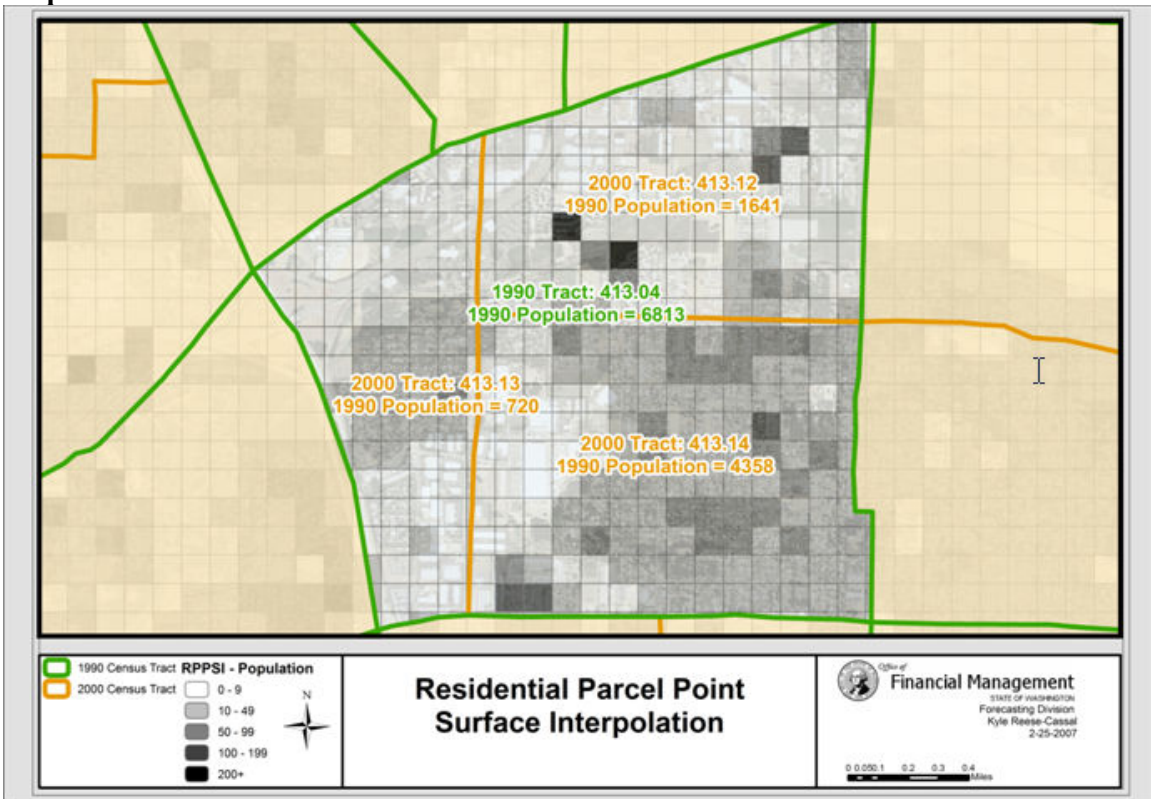 2000 Tract: 413.12
1990 Population = 1641
1990 Tract: 413.04
1990 Population = 6813
2000 Tract: 413.13
1990 Population = 720
2000 Tract: 413.14
1990 Population = 4358
1990 Census Tract
2000 Census Tract
RPPSI - Population
0 - 9
10 - 49
50 - 99
100 - 199
200+
N
Residential Parcel Point
Surface Interpolation
Office of
Financial Management
STATE OF WASHINGTON
Forecasting Division
Kyle Reese-Cassal
2-25-2007
0 0.050.1 0.2 0.3 0.4
Miles